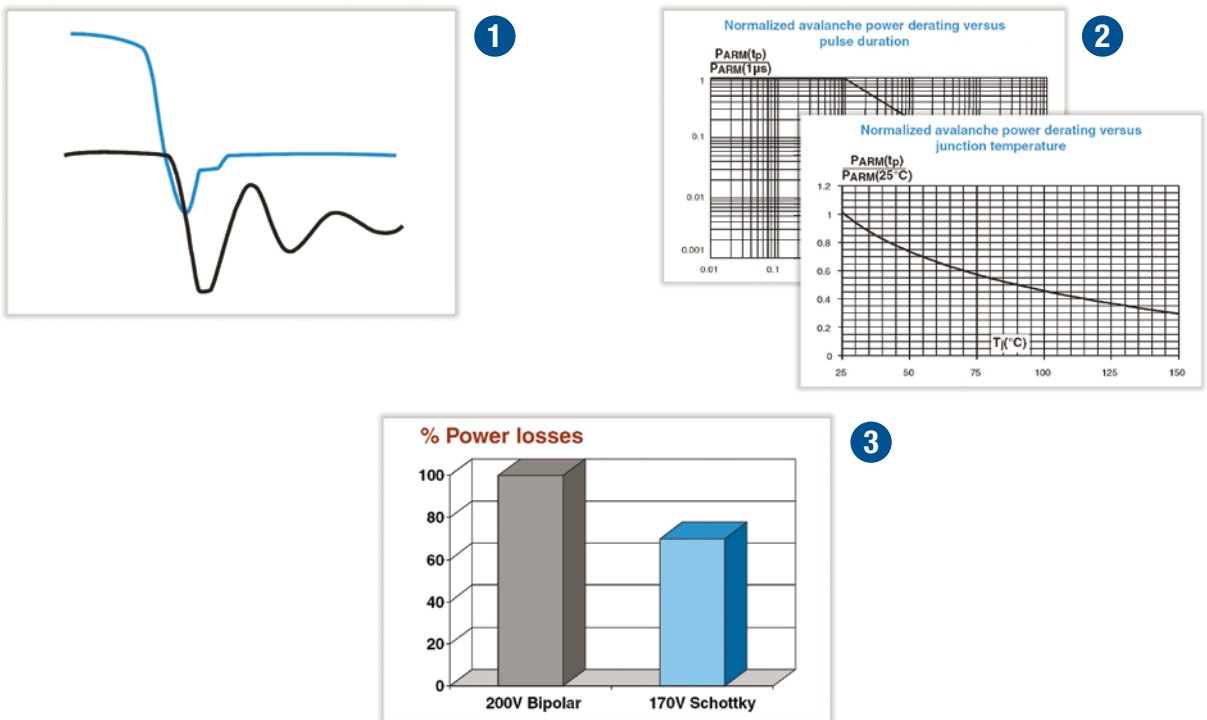 1
2
Normalized avalanche power derating versus
pulse duration
PARM(tp)
PARM(1µs)
1
0.1
0.01
0.001
0.01 0.1
Normalized avalanche power derating versus
junction temperature
PARM(tp)
PARM(25°C)
1.2
1
0.8
0.6
0.4
0.2
0
Tj(°C)
25 50 75 100 125 150
3
% Power losses
100
80
60
40
20
0
200V Bipolar 170V Schottky